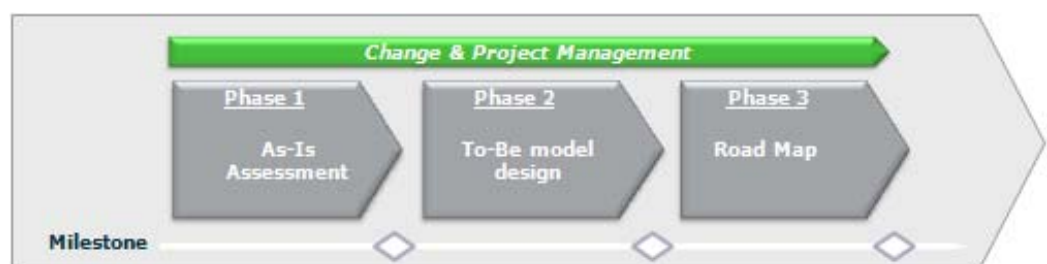 Change & Project Management
Phase 1
As-Is
Assessment
Phase 2
To-Be model
design
Phase 3
Road Map
Milestone